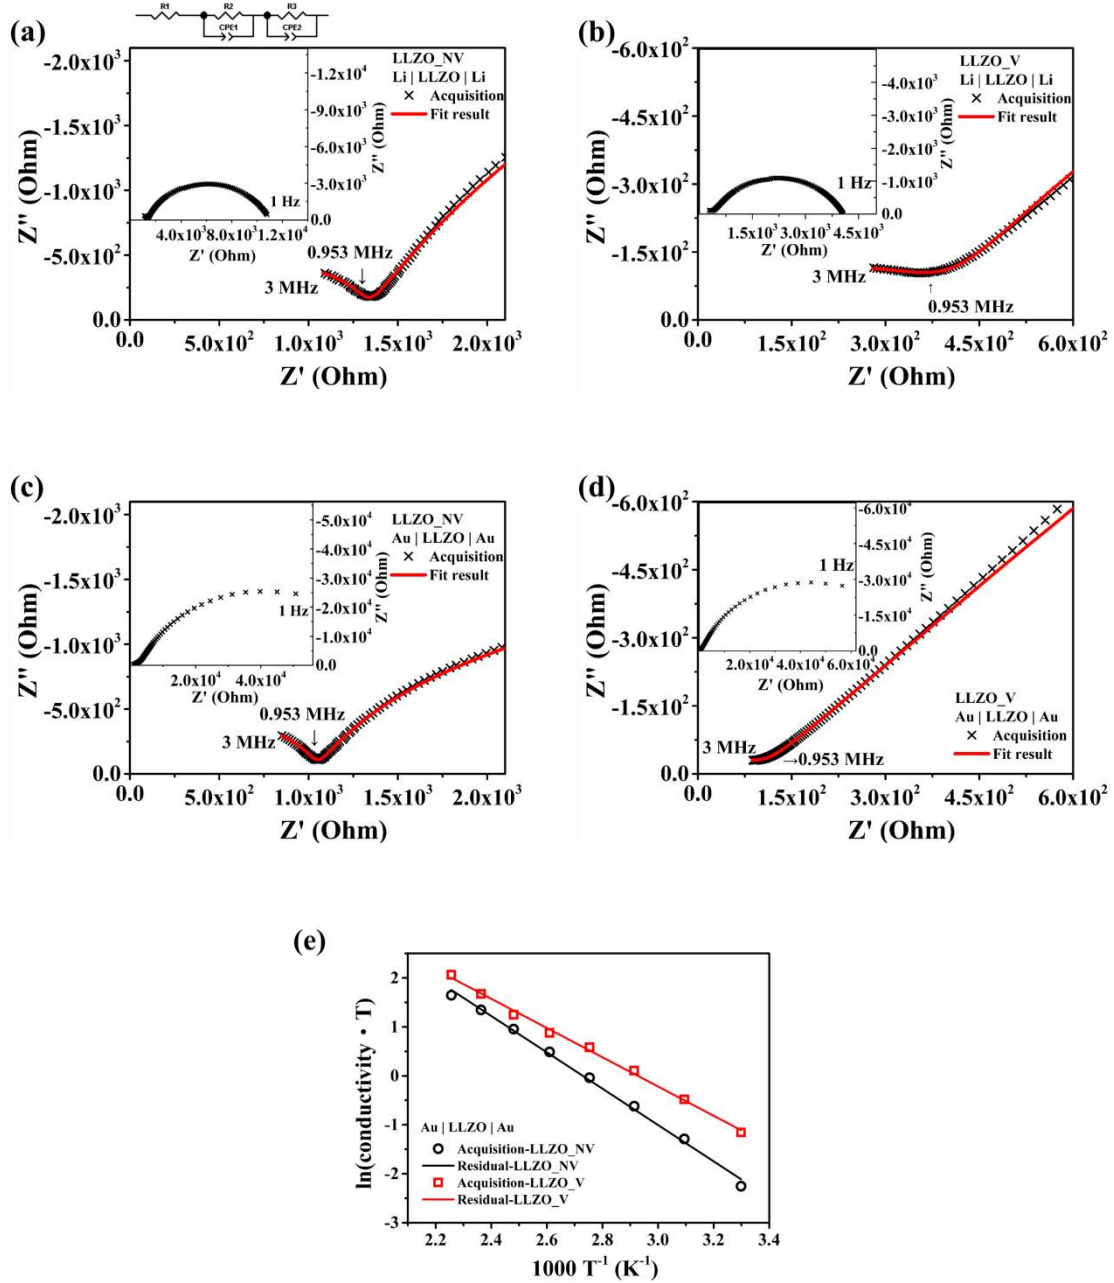 R1 R2 R3
CPE1 CPE2
(a)
-2.0x10³
-1.5x10³
-1.0x10³
-5.0x10²
0.0
Z" (Ohm)
LLZO_NV
Li | LLZO | Li
× Acquisition
Fit result
-1.2x10⁴
-9.0x10³
-6.0x10³
-3.0x10³
0.0
Z" (Ohm)
1 Hz
4.0x10³ 8.0x10³ 1.2x10⁴
Z' (Ohm)
0.953 MHz
↓
3 MHz
0.0 5.0x10² 1.0x10³ 1.5x10³ 2.0x10³
Z' (Ohm)
(b)
-6.0x10²
-4.5x10²
-3.0x10²
-1.5x10²
0.0
Z" (Ohm)
LLZO_V
Li | LLZO | Li
× Acquisition
Fit result
-4.0x10³
-3.0x10³
-2.0x10³
-1.0x10³
0.0
Z" (Ohm)
1 Hz
1.5x10³ 3.0x10³ 4.5x10³
Z' (Ohm)
3 MHz
↑
0.953 MHz
0.0 1.5x10² 3.0x10² 4.5x10² 6.0x10²
Z' (Ohm)
(c)
-2.0x10³
-1.5x10³
-1.0x10³
-5.0x10²
0.0
Z" (Ohm)
LLZO_NV
Au | LLZO | Au
× Acquisition
Fit result
-5.0x10⁴
-4.0x10⁴
-3.0x10⁴
-2.0x10⁴
-1.0x10⁴
0.0
Z" (Ohm)
1 Hz
2.0x10⁴ 4.0x10⁴
Z' (Ohm)
0.953 MHz
↓
3 MHz
0.0 5.0x10² 1.0x10³ 1.5x10³ 2.0x10³
Z' (Ohm)
(d)
-6.0x10²
-4.5x10²
-3.0x10²
-1.5x10²
0.0
Z" (Ohm)
-6.0x10⁴
-4.5x10⁴
-3.0x10⁴
-1.5x10⁴
0.0
Z" (Ohm)
1 Hz
2.0x10⁴ 4.0x10⁴ 6.0x10⁴
Z' (Ohm)
LLZO_V
Au | LLZO | Au
× Acquisition
Fit result
3 MHz
→0.953 MHz
1.5x10² 3.0x10² 4.5x10² 6.0x10²
Z' (Ohm)
(e)
2
1
0
-1
-2
-3
ln(conductivity • T)
Au | LLZO | Au
Acquisition-LLZO_NV
Residual-LLZO_NV
Acquisition-LLZO_V
Residual-LLZO_V
2.2 2.4 2.6 2.8 3.0 3.2 3.4
1000 T⁻¹ (K⁻¹)